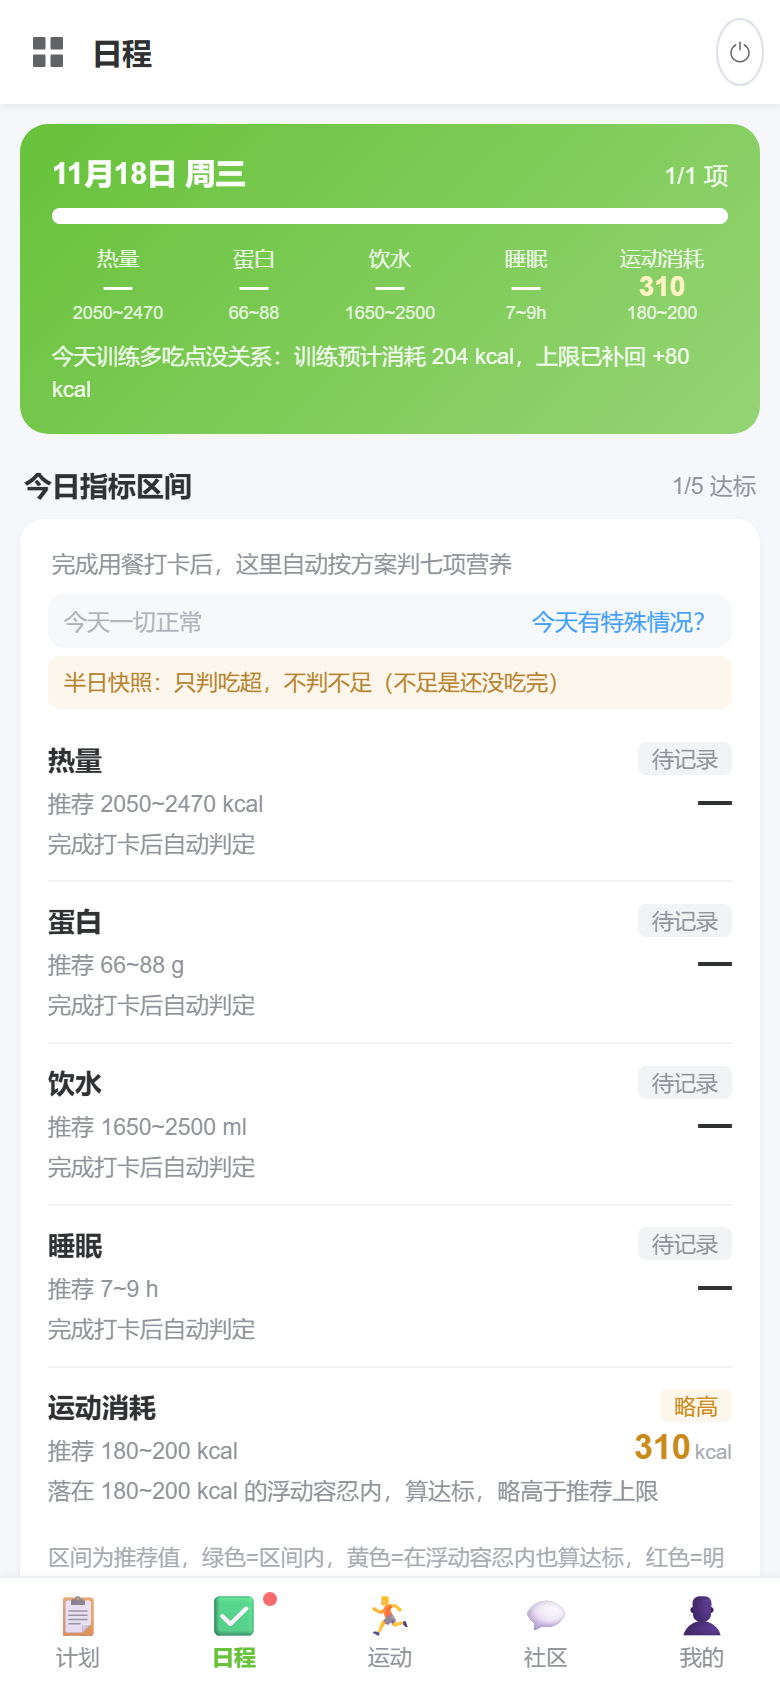 日程
11月18日 周三
1/1 项
热量
蛋白
饮水
睡眠
运动消耗
—
—
—
—
310
2050~2470
66~88
1650~2500
7~9h
180~200
今天训练多吃点没关系：训练预计消耗 204 kcal，上限已补回 +80
kcal
今日指标区间
1/5 达标
完成用餐打卡后，这里自动按方案判七项营养
今天一切正常
今天有特殊情况？
半日快照：只判吃超，不判不足（不足是还没吃完）
热量
待记录
推荐 2050~2470 kcal
—
完成打卡后自动判定
蛋白
待记录
推荐 66~88 g
—
完成打卡后自动判定
饮水
待记录
推荐 1650~2500 ml
—
完成打卡后自动判定
睡眠
待记录
推荐 7~9 h
—
完成打卡后自动判定
运动消耗
略高
推荐 180~200 kcal
310 kcal
落在 180~200 kcal 的浮动容忍内，算达标，略高于推荐上限
区间为推荐值，绿色=区间内，黄色=在浮动容忍内也算达标，红色=明
计划
日程
运动
社区
我的